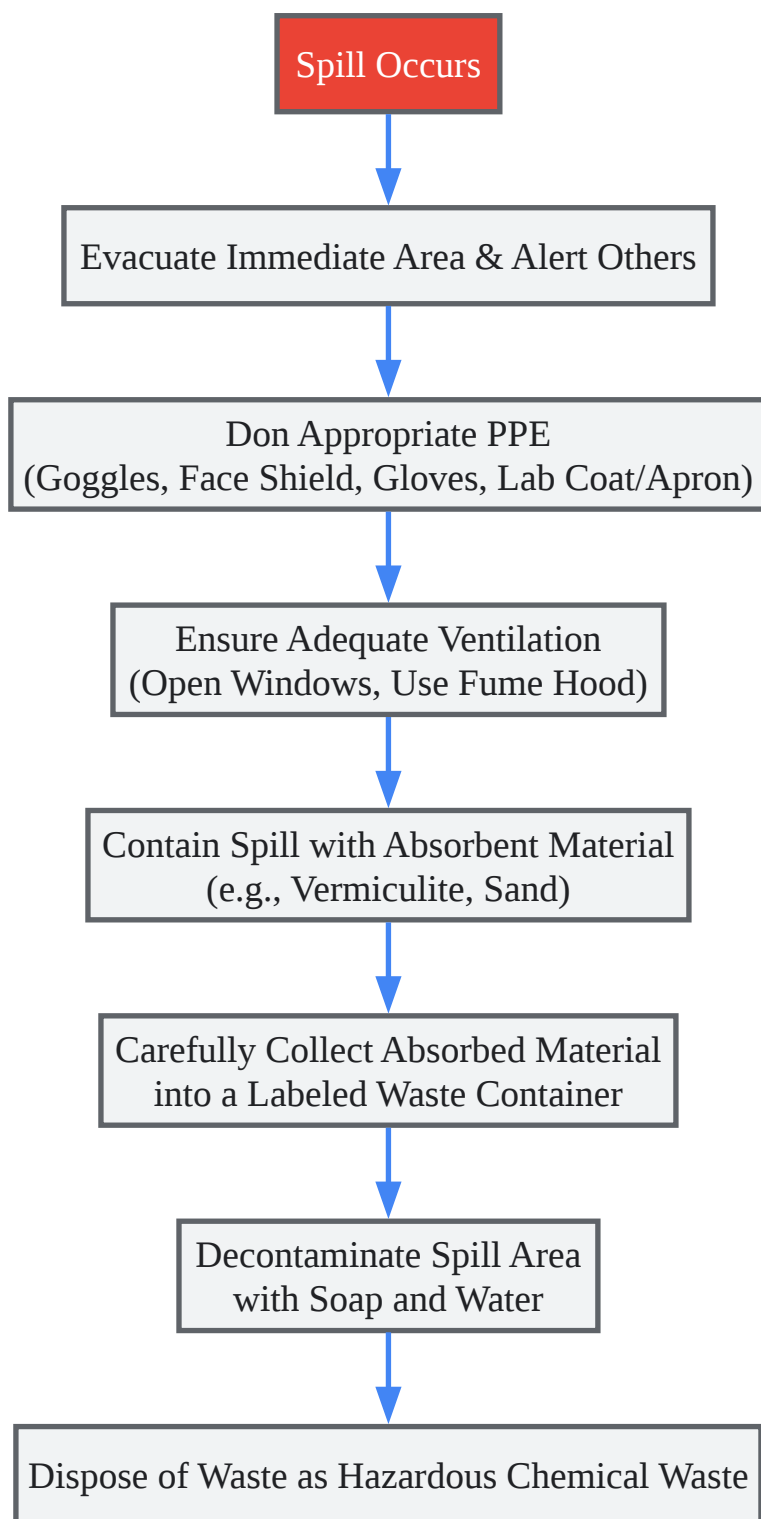 Spill Occurs
Evacuate Immediate Area & Alert Others
Don Appropriate PPE
(Goggles, Face Shield, Gloves, Lab Coat/Apron)
Ensure Adequate Ventilation
(Open Windows, Use Fume Hood)
Contain Spill with Absorbent Material
(e.g., Vermiculite, Sand)
Carefully Collect Absorbed Material
into a Labeled Waste Container
Decontaminate Spill Area
with Soap and Water
Dispose of Waste as Hazardous Chemical Waste